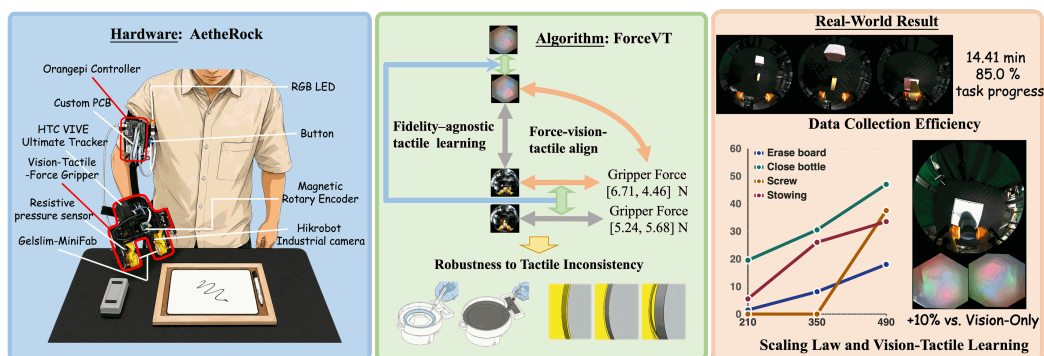 Hardware: AetheRock
Orangepi Controller
Custom PCB
HTC VIVE
Ultimate Tracker
Vision-Tactile
-Force Gripper
Resistive
pressure sensor
Gelslim-MiniFab
RGB LED
Button
Magnetic
Rotary Encoder
Hikrobot
Industrial camera
Algorithm: ForceVT
Fidelity–agnostic
tactile learning
Force-vision-
tactile align
Gripper Force
[6.71, 4.46] N
Gripper Force
[5.24, 5.68] N
Robustness to Tactile Inconsistency
Real-World Result
14.41 min
85.0 %
task progress
Data Collection Efficiency
Erase board
Close bottle
Screw
Stowing
60
50
40
30
20
10
0
210
350
490
+10% vs. Vision-Only
Scaling Law and Vision-Tactile Learning